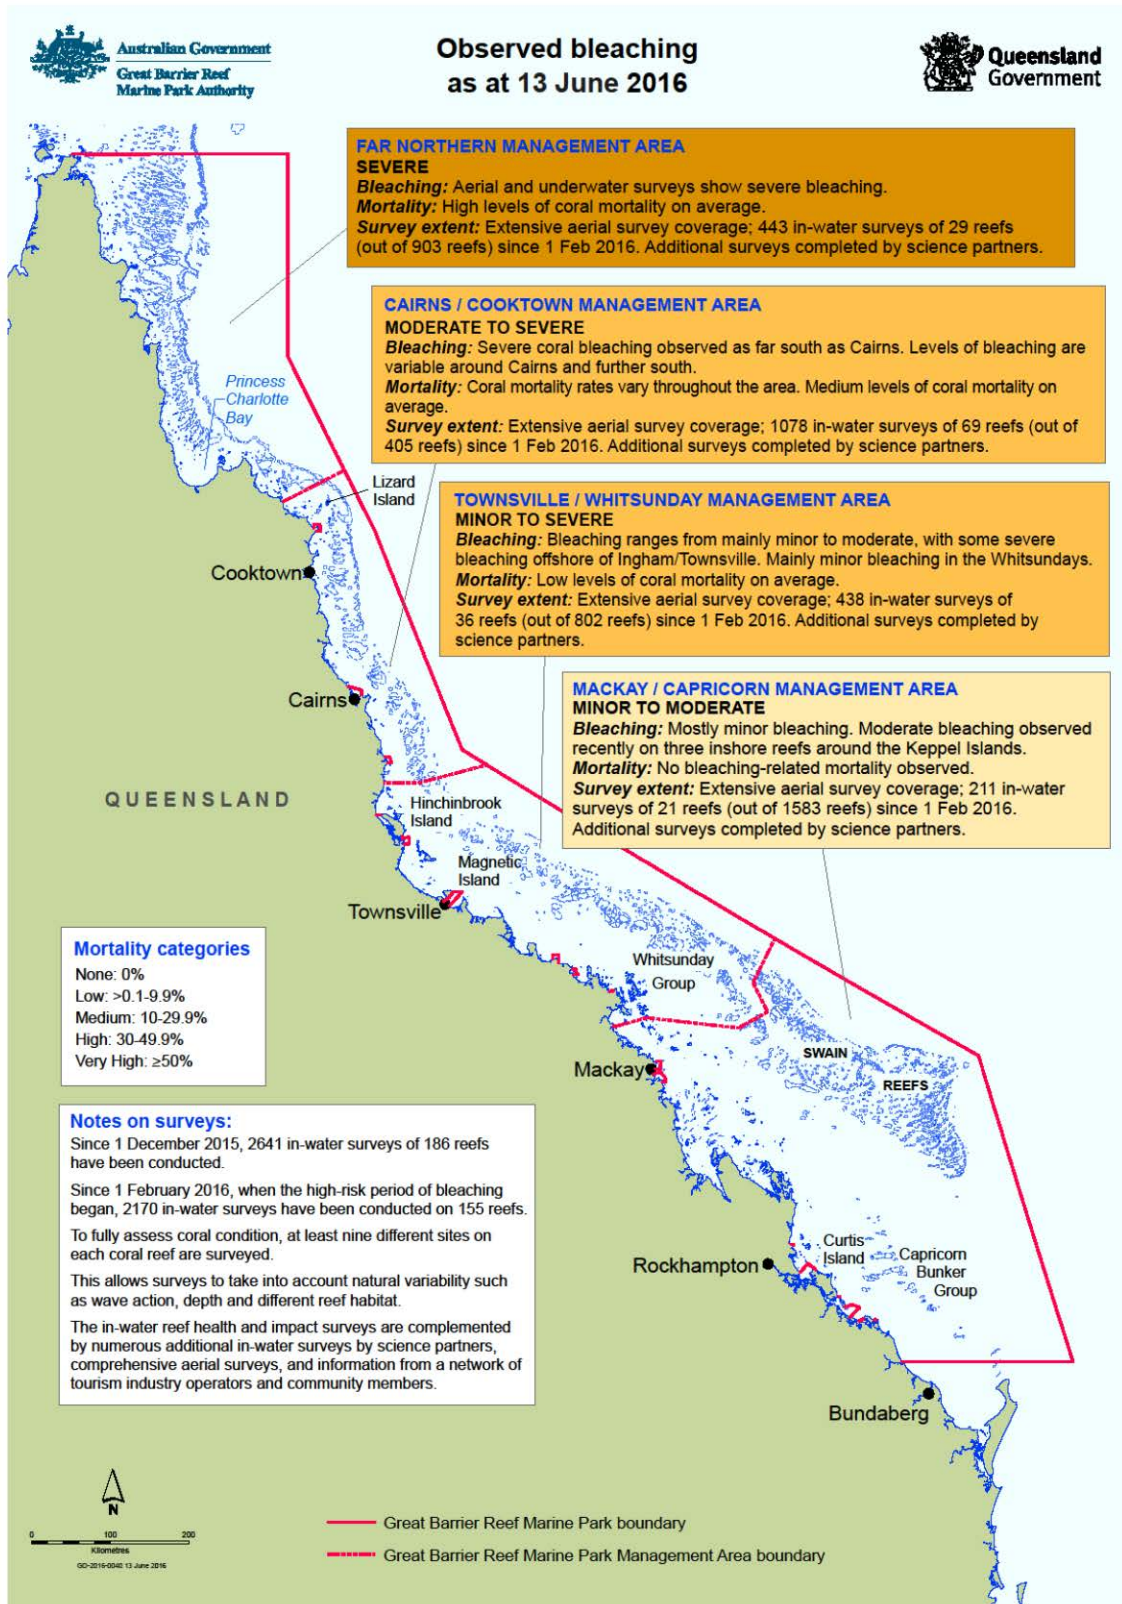 Australian Government
Great Barrier Reef
Marine Park Authority
Observed bleaching
as at 13 June 2016
Queensland
Government
FAR NORTHERN MANAGEMENT AREA
SEVERE
Bleaching: Aerial and underwater surveys show severe bleaching.
Mortality: High levels of coral mortality on average.
Survey extent: Extensive aerial survey coverage; 443 in-water surveys of 29 reefs
(out of 903 reefs) since 1 Feb 2016. Additional surveys completed by science partners.
CAIRNS / COOKTOWN MANAGEMENT AREA
MODERATE TO SEVERE
Bleaching: Severe coral bleaching observed as far south as Cairns. Levels of bleaching are
variable around Cairns and further south.
Mortality: Coral mortality rates vary throughout the area. Medium levels of coral mortality on
average.
Survey extent: Extensive aerial survey coverage; 1078 in-water surveys of 69 reefs (out of
405 reefs) since 1 Feb 2016. Additional surveys completed by science partners.
Princess
Charlotte
Bay
Lizard
Island
TOWNSVILLE / WHITSUNDAY MANAGEMENT AREA
MINOR TO SEVERE
Bleaching: Bleaching ranges from mainly minor to moderate, with some severe
bleaching offshore of Ingham/Townsville. Mainly minor bleaching in the Whitsundays.
Mortality: Low levels of coral mortality on average.
Survey extent: Extensive aerial survey coverage; 438 in-water surveys of
36 reefs (out of 802 reefs) since 1 Feb 2016. Additional surveys completed by
science partners.
Cooktown
Cairns
MACKAY / CAPRICORN MANAGEMENT AREA
MINOR TO MODERATE
Bleaching: Mostly minor bleaching. Moderate bleaching observed
recently on three inshore reefs around the Keppel Islands.
Mortality: No bleaching-related mortality observed.
Survey extent: Extensive aerial survey coverage; 211 in-water
surveys of 21 reefs (out of 1583 reefs) since 1 Feb 2016.
Additional surveys completed by science partners.
QUEENSLAND
Hinchinbrook
Island
Magnetic
Island
Townsville
Whitsunday
Group
Mortality categories
None: 0%
Low: >0.1-9.9%
Medium: 10-29.9%
High: 30-49.9%
Very High: ≥50%
SWAIN
REEFS
Mackay
Notes on surveys:
Since 1 December 2015, 2641 in-water surveys of 186 reefs
have been conducted.
Since 1 February 2016, when the high-risk period of bleaching
began, 2170 in-water surveys have been conducted on 155 reefs.
To fully assess coral condition, at least nine different sites on
each coral reef are surveyed.
This allows surveys to take into account natural variability such
as wave action, depth and different reef habitat.
The in-water reef health and impact surveys are complemented
by numerous additional in-water surveys by science partners,
comprehensive aerial surveys, and information from a network of
tourism industry operators and community members.
Curtis
Island
Capricorn
Bunker
Group
Rockhampton
Bundaberg
N
0 100 200
Kilometres
GO-2016-0040 13 June 2016
Great Barrier Reef Marine Park boundary
Great Barrier Reef Marine Park Management Area boundary